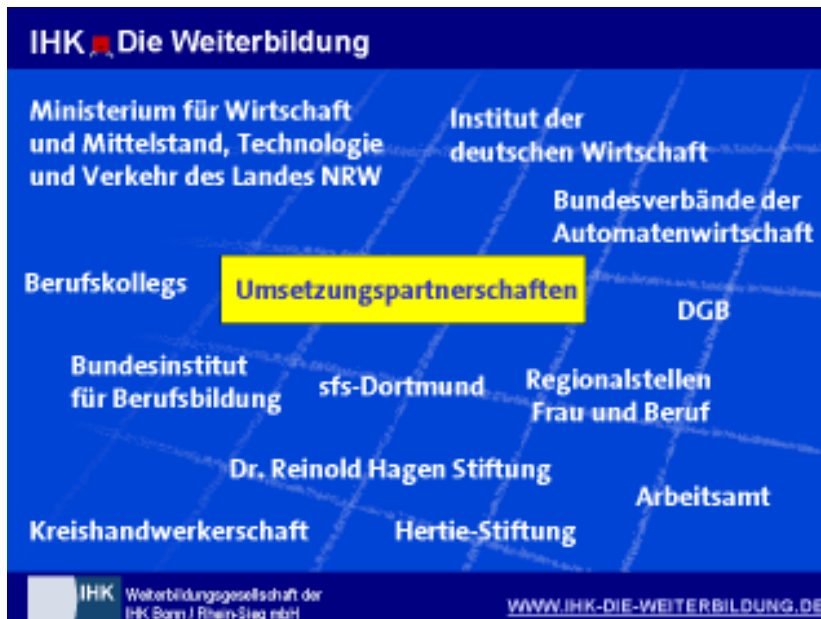 IHK Die Weiterbildung
Ministerium für Wirtschaft
und Mittelstand, Technologie
und Verkehr des Landes NRW
Institut der
deutschen Wirtschaft
Bundesverbände der
Automatenwirtschaft
Berufskollegs
Umsetzungspartnerschaften
DGB
Bundesinstitut
für Berufsbildung
sfs-Dortmund
Regionalstellen
Frau und Beruf
Dr. Reinold Hagen Stiftung
Arbeitsamt
Kreishandwerkerschaft
Hertie-Stiftung
IHK
Weiterbildungsgesellschaft der
IHK Bonn / Rhein-Sieg mbH
WWW.IHK-DIE-WEITERBILDUNG.DE